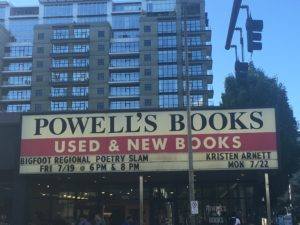 POWELL'S BOOKS
USED & NEW BOOKS
BIGFOOT REGIONAL POETRY SLAM KRISTEN ARNETT
FRI 7/19 @ 6 PM & 8 PM MON 7/22